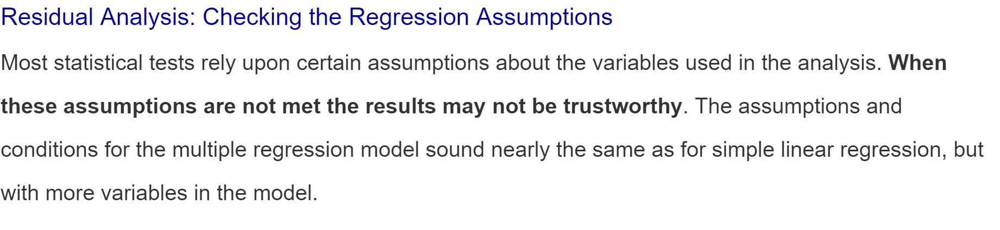 Residual Analysis: Checking the Regression Assumptions
Most statistical tests rely upon certain assumptions about the variables used in the analysis. When
these assumptions are not met the results may not be trustworthy. The assumptions and
conditions for the multiple regression model sound nearly the same as for simple linear regression, but
with more variables in the model.